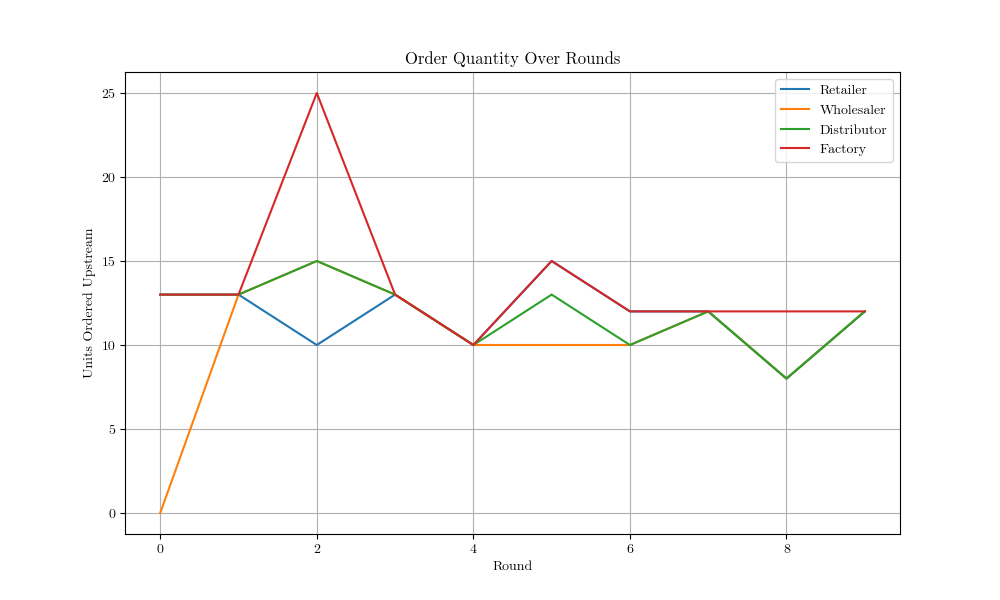 Order Quantity Over Rounds
Retailer
Wholesaler
Distributor
Factory
Units Ordered Upstream
25
20
15
10
5
0
0 2 4 6 8
Round